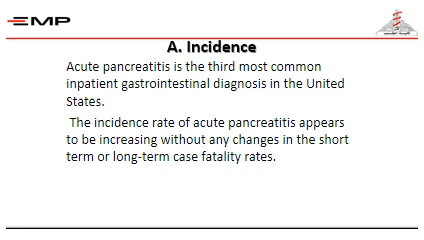 EMP
A. Incidence
Acute pancreatitis is the third most common
inpatient gastrointestinal diagnosis in the United
States.
The incidence rate of acute pancreatitis appears
to be increasing without any changes in the short
term or long-term case fatality rates.